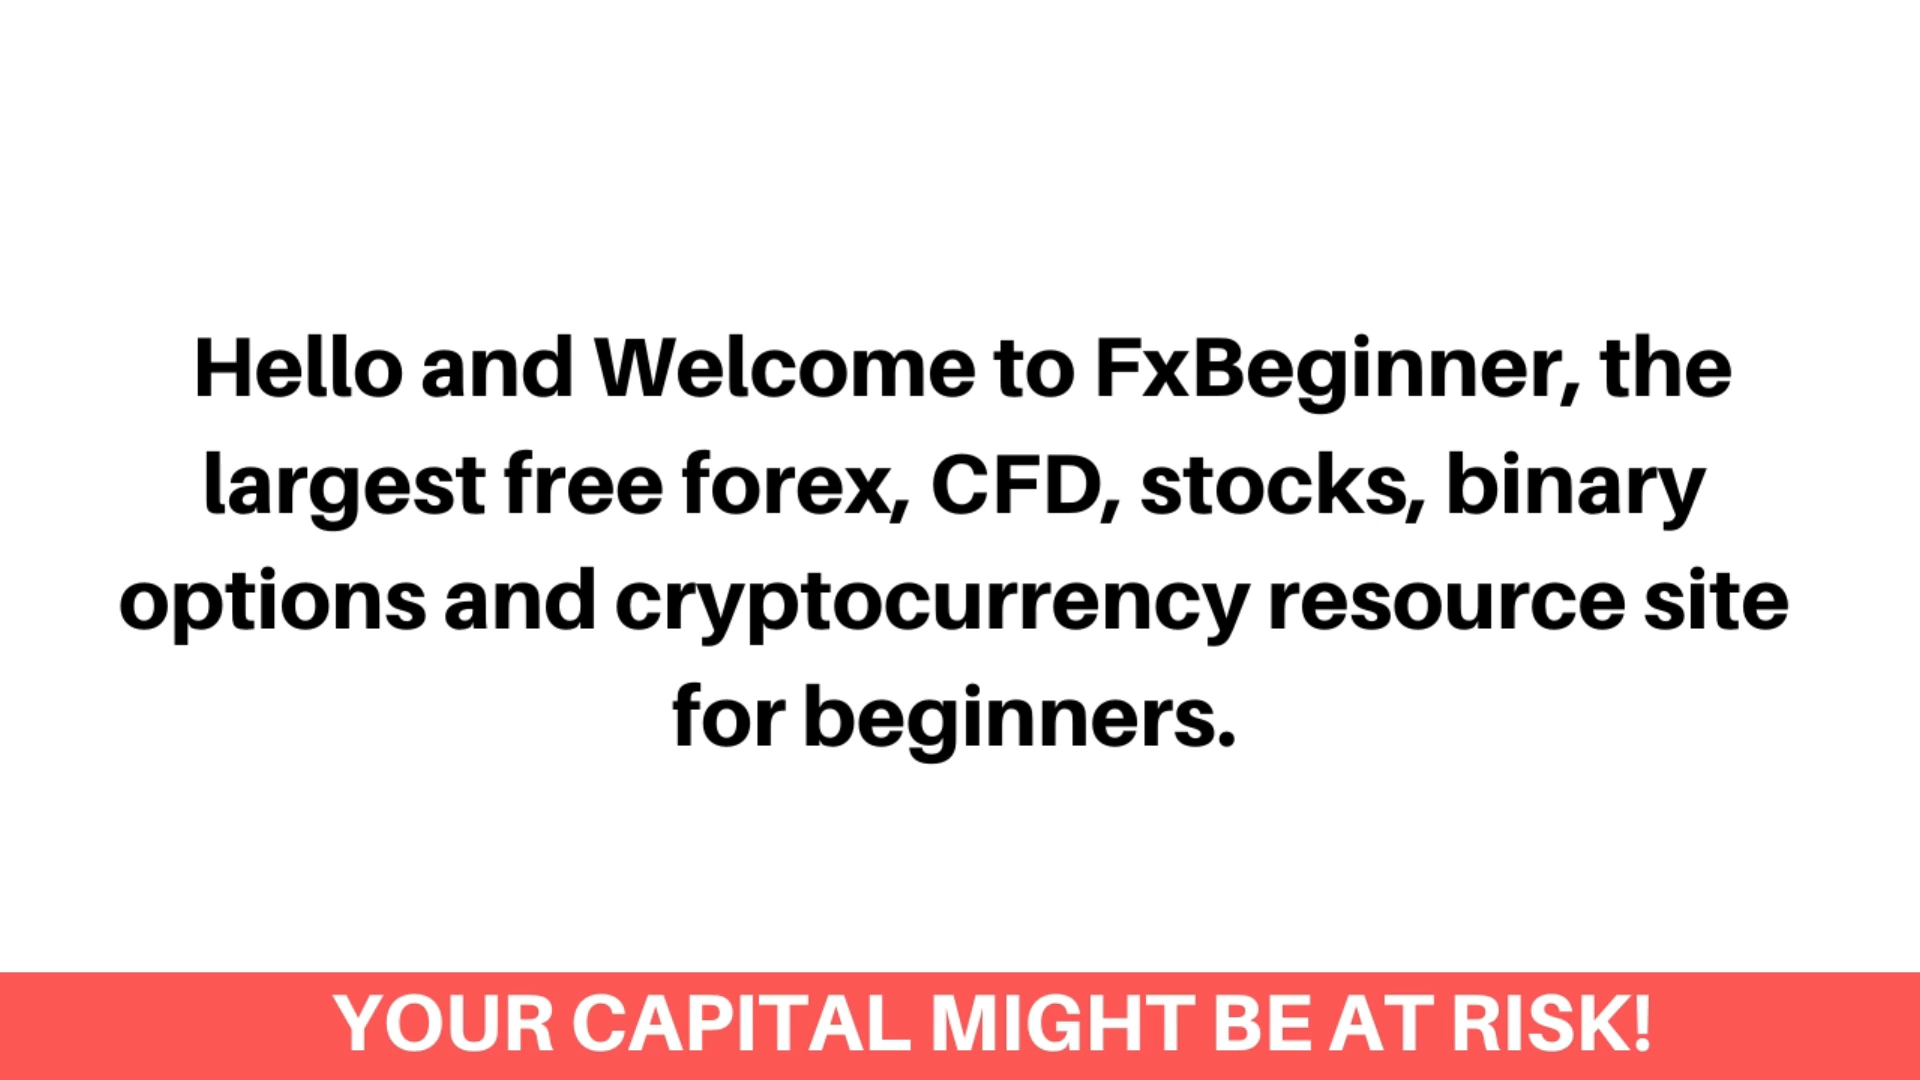 Hello and Welcome to FxBeginner, the
largest free forex, CFD, stocks, binary
options and cryptocurrency resource site
for beginners.
YOUR CAPITAL MIGHT BE AT RISK!